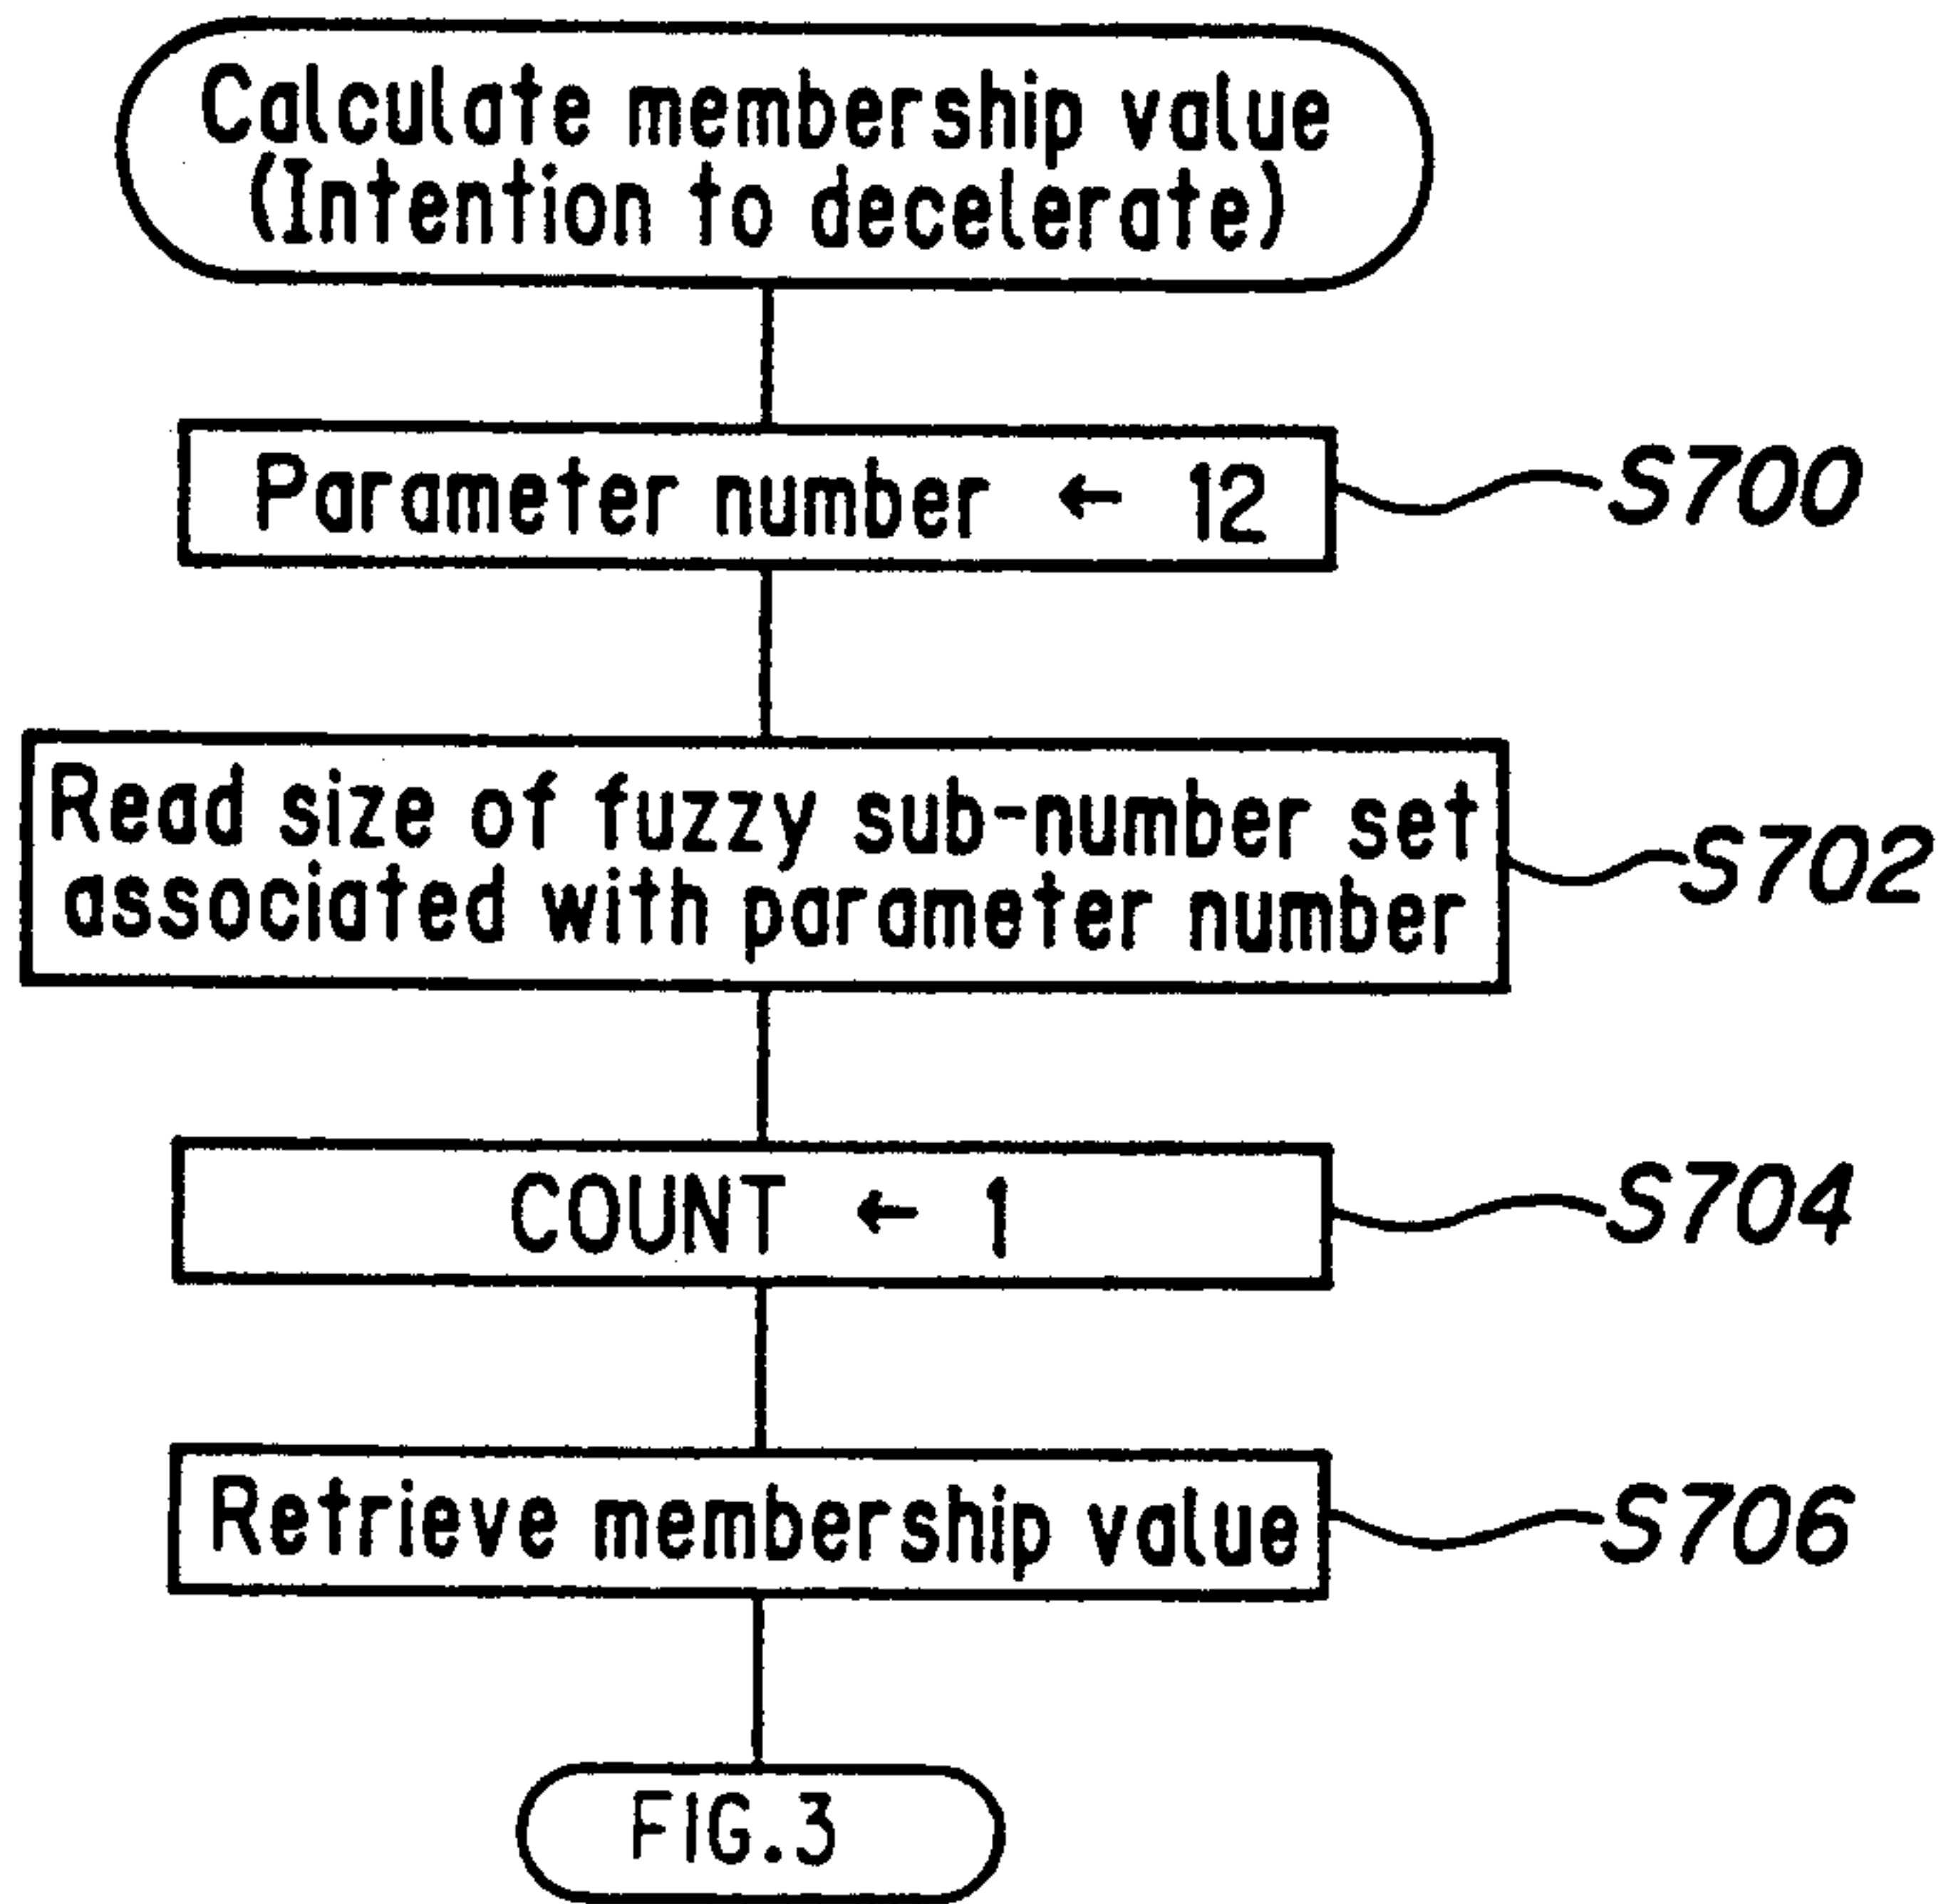 Calculate membership value
(Intention to decelerate)
Parameter number ← 12
S700
Read size of fuzzy sub-number set
associated with parameter number
S702
COUNT ← 1
S704
Retrieve membership value
S706
FIG.3